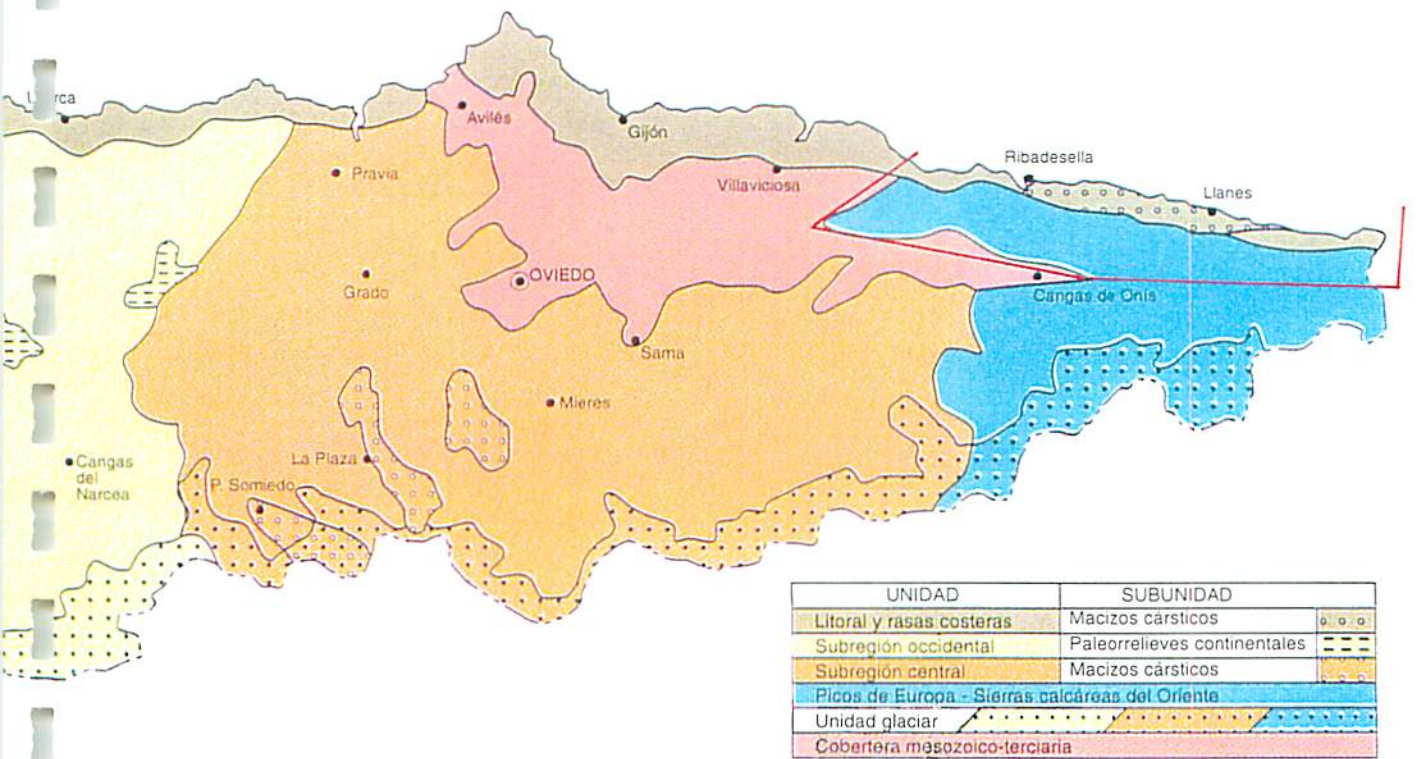 Avilés
Gijón
Pravia
Villaviciosa
Ribadesella
Llanes
Grado
OVIEDO
Cangas de Onís
Sama
Mieres
La Plaza
Cangas
del
Narcea
P. Somiedo
UNIDAD SUBUNIDAD
Litoral y rasas costeras Macizos cársticos
Subregión occidental Paleorrelieves continentales
Subregión central Macizos cársticos
Picos de Europa - Sierras calcáreas del Oriente
Unidad glaciar
Cobertera mesozoico-terciaria